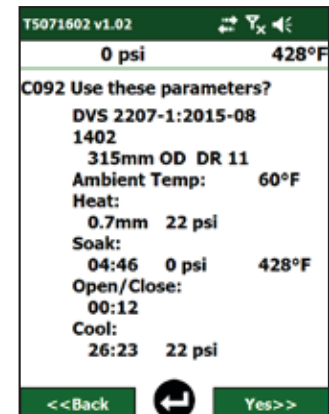 T5071602 v1.02
0 psi 428°F
C092 Use these parameters?
DVS 2207-1:2015-08
1402
315mm OD DR 11
Ambient Temp: 60°F
Heat:
0.7mm 22 psi
Soak:
04:46 0 psi 428°F
Open/Close:
00:12
Cool:
26:23 22 psi
<<Back Yes>>